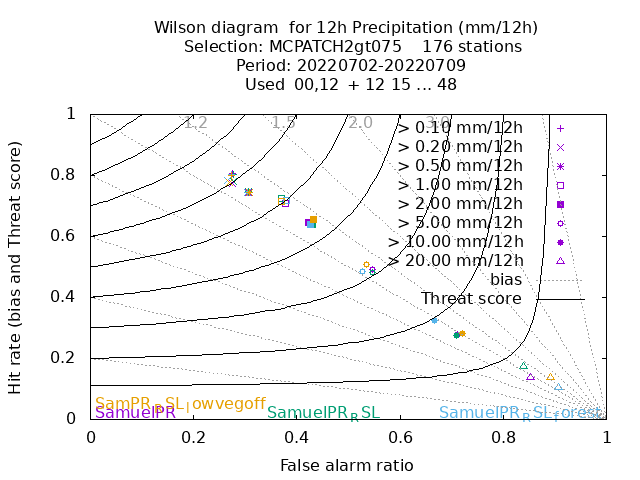 Wilson diagram  for 12h Precipitation (mm/12h)
Selection: MCPATCH2gt075    176 stations
Period: 20220702-20220709
Used  00,12  + 12 15 ... 48
Hit rate (bias and Threat score)
1
0.8
0.6
0.4
0.2
0
1.2 1.5 2.0 3.0
> 0.10 mm/12h
> 0.20 mm/12h
> 0.50 mm/12h
> 1.00 mm/12h
> 2.00 mm/12h
> 5.00 mm/12h
> 10.00 mm/12h
> 20.00 mm/12h
bias
Threat score
SamPR_RSL_lowvegoff
SamuelPR SamuelPR_RSL SamuelPR_RSL_forest
0 0.2 0.4 0.6 0.8 1
False alarm ratio